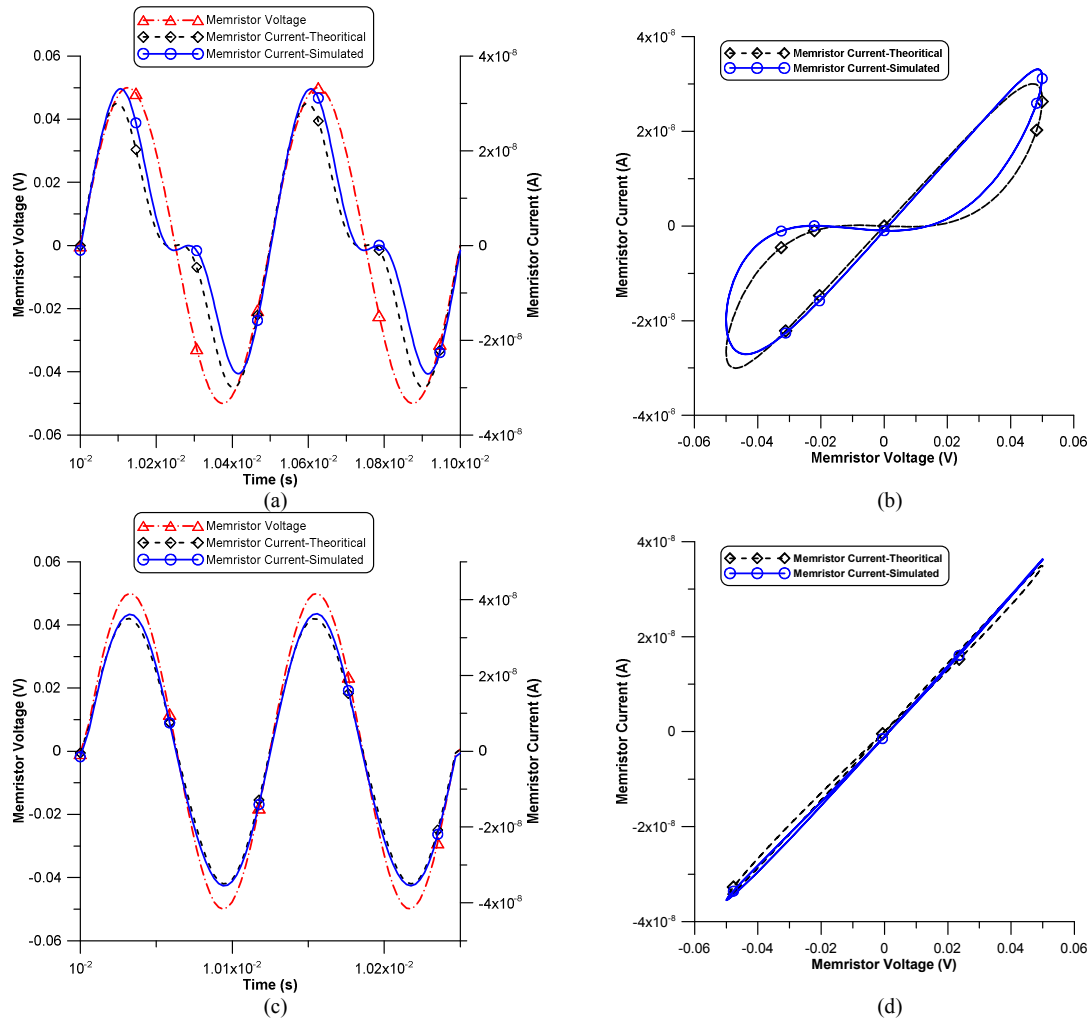 Memristor Voltage
Memristor Current-Theoritical
Memristor Current-Simulated
0.06
0.04
0.02
0
-0.02
-0.04
-0.06
Memristor Voltage (V)
4x10-8
2x10-8
0
-2x10-8
-4x10-8
Memristor Current (A)
10-2
1.02x10-2
1.04x10-2
1.06x10-2
1.08x10-2
1.10x10-2
Time (s)
(a)
Memristor Current-Theoritical
Memristor Current-Simulated
4x10-8
2x10-8
0
-2x10-8
-4x10-8
Memristor Current (A)
-0.06
-0.04
-0.02
0
0.02
0.04
0.06
Memristor Voltage (V)
(b)
Memristor Voltage
Memristor Current-Theoritical
Memristor Current-Simulated
0.06
0.04
0.02
0
-0.02
-0.04
-0.06
Memristor Voltage (V)
4x10-8
2x10-8
0
-2x10-8
-4x10-8
Memristor Current (A)
10-2
1.01x10-2
1.02x10-2
Time (s)
(c)
Memristor Current-Theoritical
Memristor Current-Simulated
4x10-8
2x10-8
0
-2x10-8
-4x10-8
Memristor Current (A)
-0.06
-0.04
-0.02
0
0.02
0.04
0.06
Memristor Voltage (V)
(d)